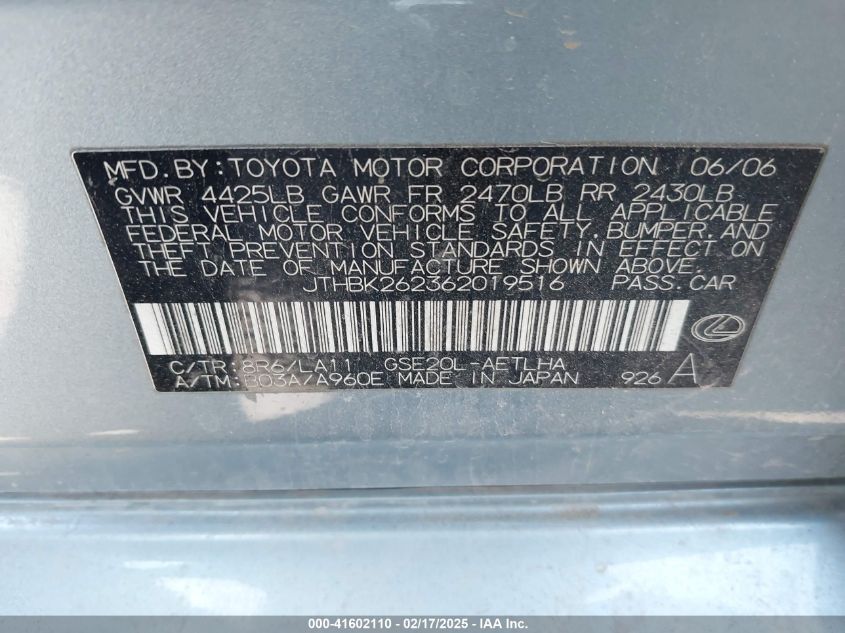 MFD.BY:TOYOTA MOTOR CORPORATION 06/06
GVWR 4425LB GAWR FR 2470LB RR 2430LB
THIS VEHICLE CONFORMS TO ALL APPLICABLE
FEDERAL MOTOR VEHICLE SAFETY,BUMPER,AND
THEFT PREVENTION STANDARDS IN EFFECT ON
THE DATE OF MANUFACTURE SHOWN ABOVE.
JTHBK262362019516 PASS.CAR
C/TR:8R6/LA11 GSE20L-AETLHA
A/TM:B03A/A960E MADE IN JAPAN 926 A
000-41602110 - 02/17/2025 - IAA Inc.